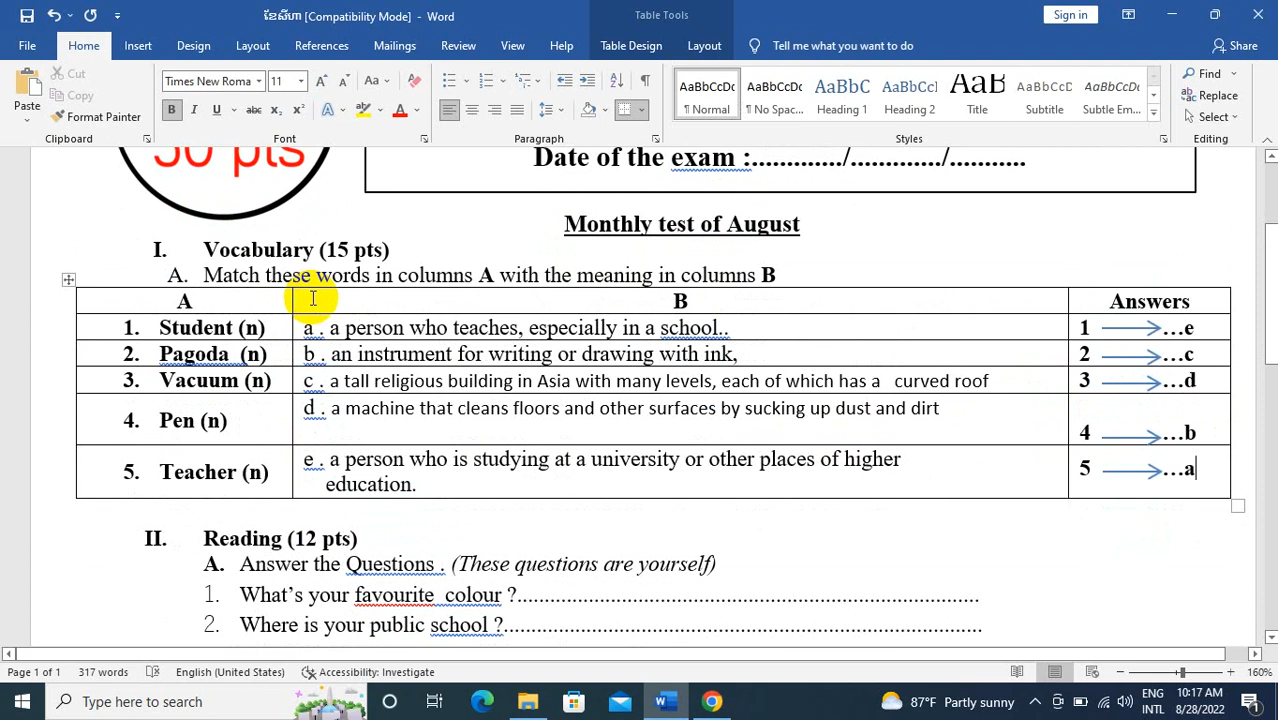 ខែសីហា [Compatibility Mode] - Word
Table Tools
Sign in
File Home Insert Design Layout References Mailings Review View Help Table Design Layout Tell me what you want to do Share
Paste
Cut
Copy
Format Painter
Clipboard
Times New Roma 11
B I U abc x₂ x²
Font
Paragraph
AaBbCcDc AaBbCcDc AaBbC AaBbCc AaB AaBbCcD AaBbCcDc
¶ Normal ¶ No Spac... Heading 1 Heading 2 Title Subtitle Subtle Em...
Styles
Find
Replace
Select
Editing
50 pts
Date of the exam :............./............./...........
Monthly test of August
I. Vocabulary (15 pts)
A. Match these words in columns A with the meaning in columns B
A B Answers
1. Student (n) a . a person who teaches, especially in a school.. 1 …e
2. Pagoda (n) b . an instrument for writing or drawing with ink, 2 …c
3. Vacuum (n) c . a tall religious building in Asia with many levels, each of which has a curved roof 3 …d
4. Pen (n) d . a machine that cleans floors and other surfaces by sucking up dust and dirt 4 …b
5. Teacher (n) e . a person who is studying at a university or other places of higher education. 5 …a
II. Reading (12 pts)
A. Answer the Questions . (These questions are yourself)
1. What's your favourite colour ?................................................................................
2. Where is your public school ?...................................................................................
Page 1 of 1 317 words English (United States) Accessibility: Investigate 160%
Type here to search
87°F Partly sunny
ENG
INTL
10:17 AM
8/28/2022
1